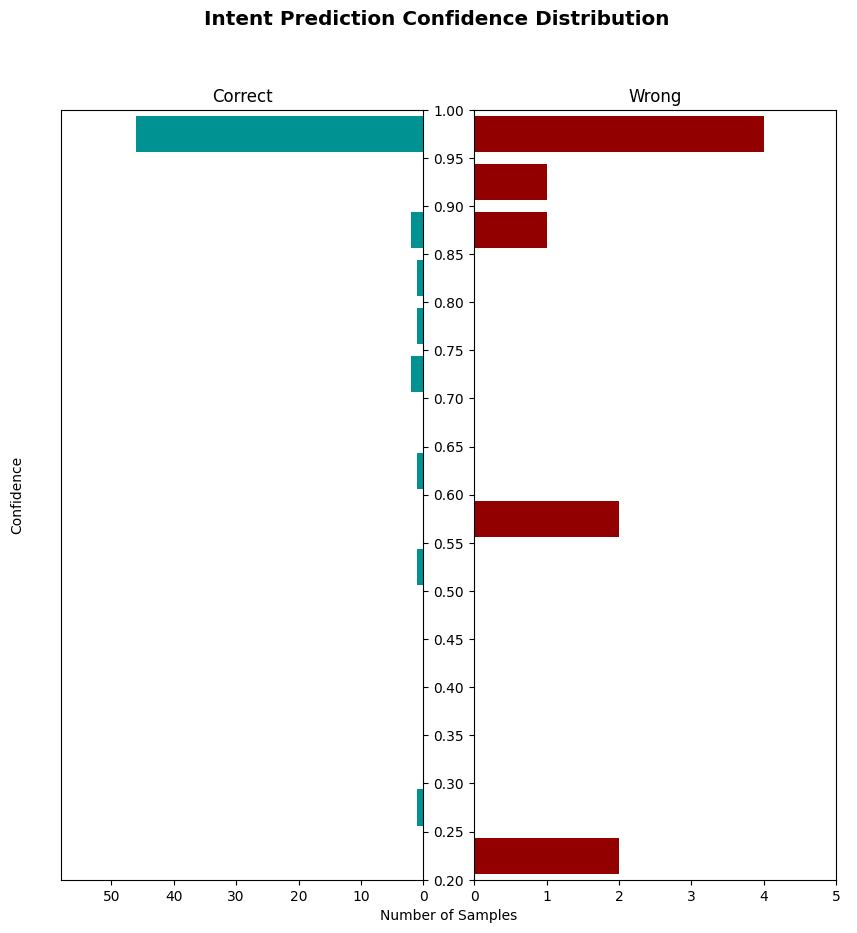 Intent Prediction Confidence Distribution
Correct
Wrong
1.00
0.95
0.90
0.85
0.80
0.75
0.70
0.65
0.60
0.55
0.50
0.45
0.40
0.35
0.30
0.25
0.20
Confidence
50 40 30 20 10 0
0 1 2 3 4 5
Number of Samples